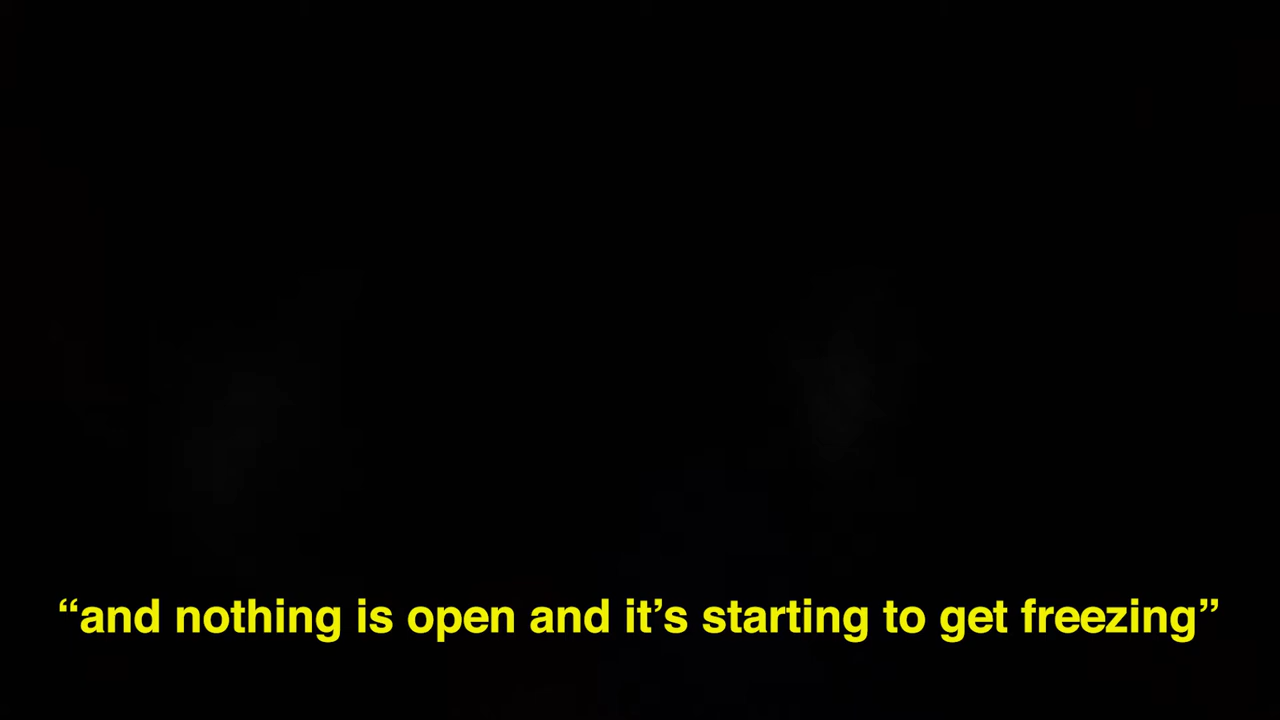 “and nothing is open and it’s starting to get freezing”